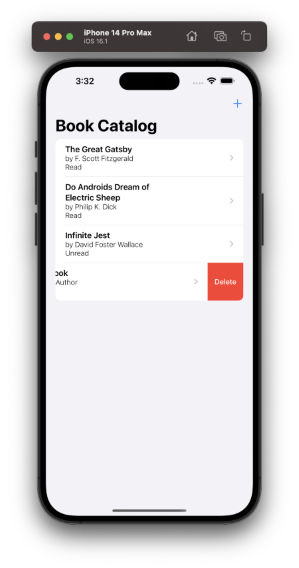 iPhone 14 Pro Max
iOS 16.1
3:32
+
Book Catalog
The Great Gatsby
by F. Scott Fitzgerald
Read
Do Androids Dream of
Electric Sheep
by Philip K. Dick
Read
Infinite Jest
by David Foster Wallace
Unread
ook
Author
Delete